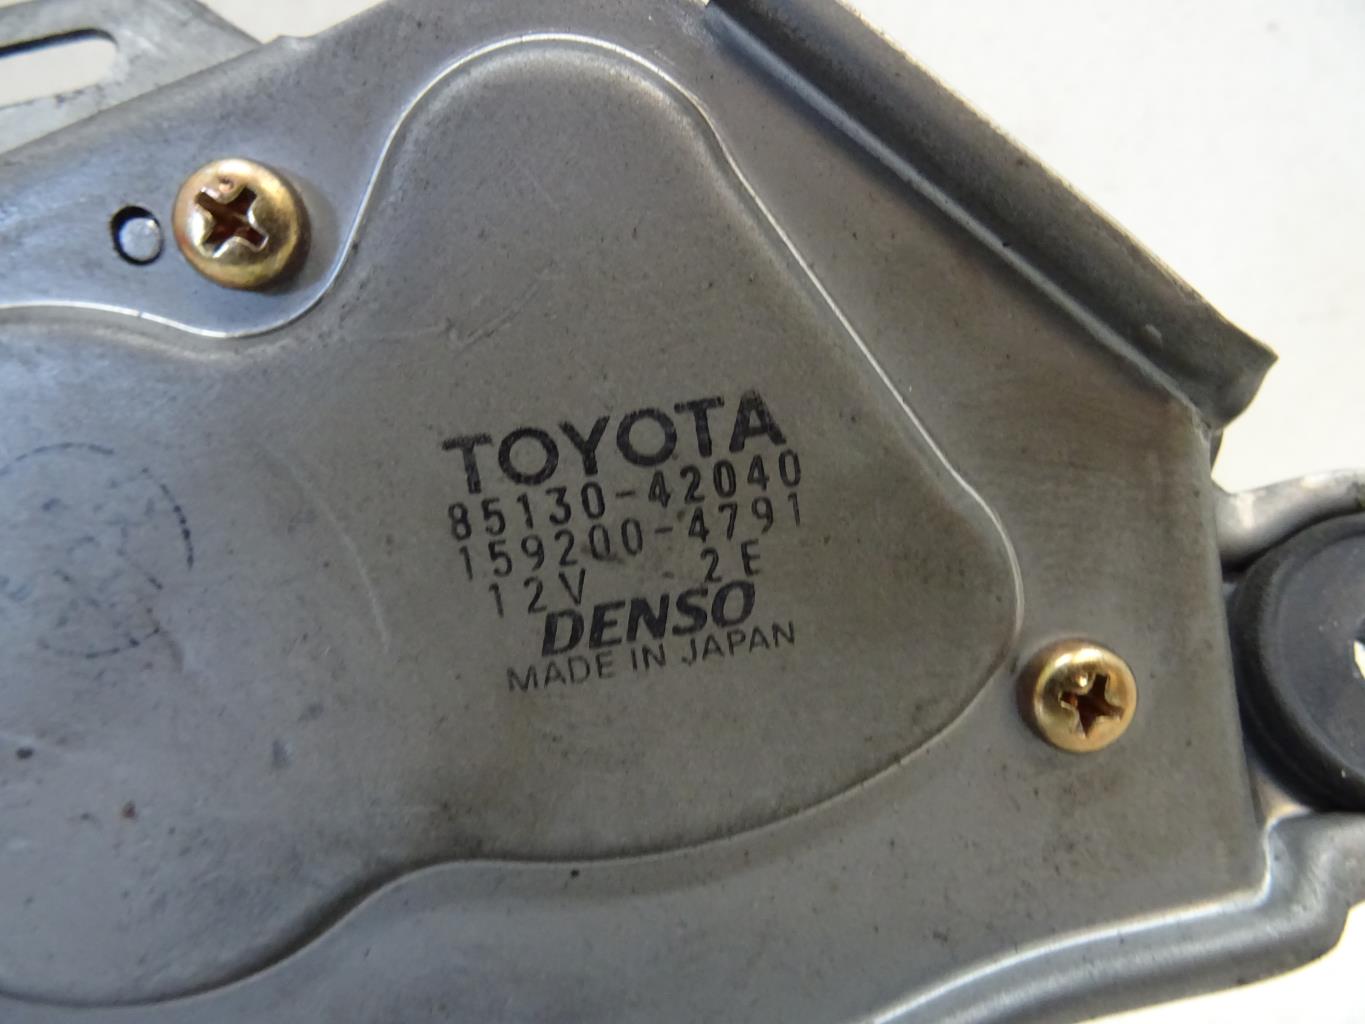 TOYOTA
85130-42040
159200-4791
12V 2E
DENSO
MADE IN JAPAN